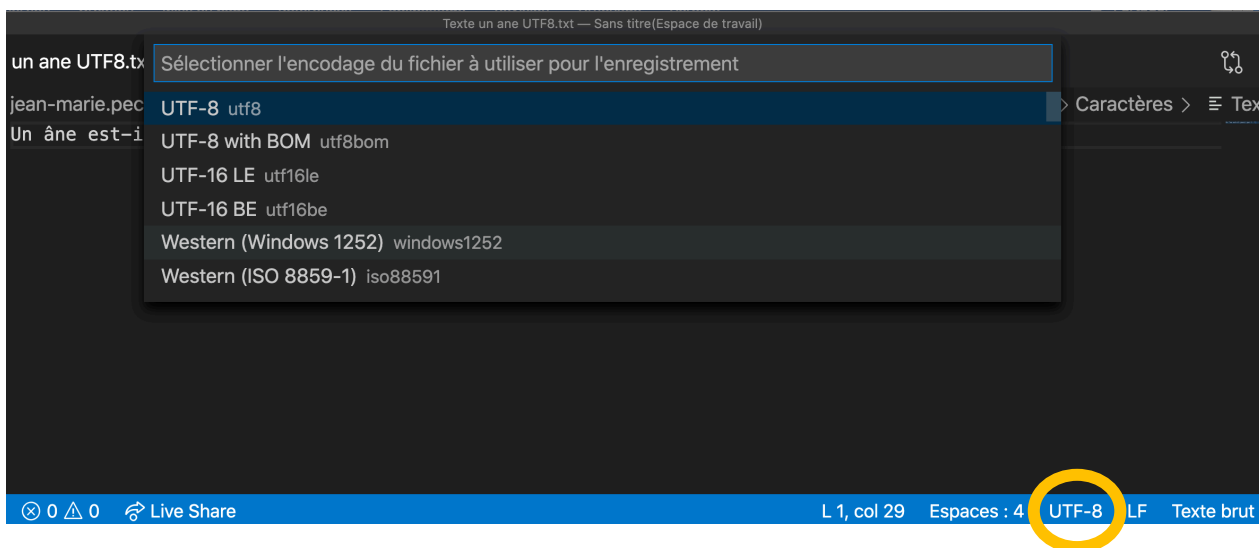 Texte un ane UTF8.txt — Sans titre(Espace de travail)
un ane UTF8.tx
Sélectionner l'encodage du fichier à utiliser pour l'enregistrement
jean-marie.pec
UTF-8 utf8
> Caractères > Tex
Un âne est-i
UTF-8 with BOM utf8bom
UTF-16 LE utf16le
UTF-16 BE utf16be
Western (Windows 1252) windows1252
Western (ISO 8859-1) iso88591
0 0 Live Share L 1, col 29 Espaces : 4 UTF-8 LF Texte brut